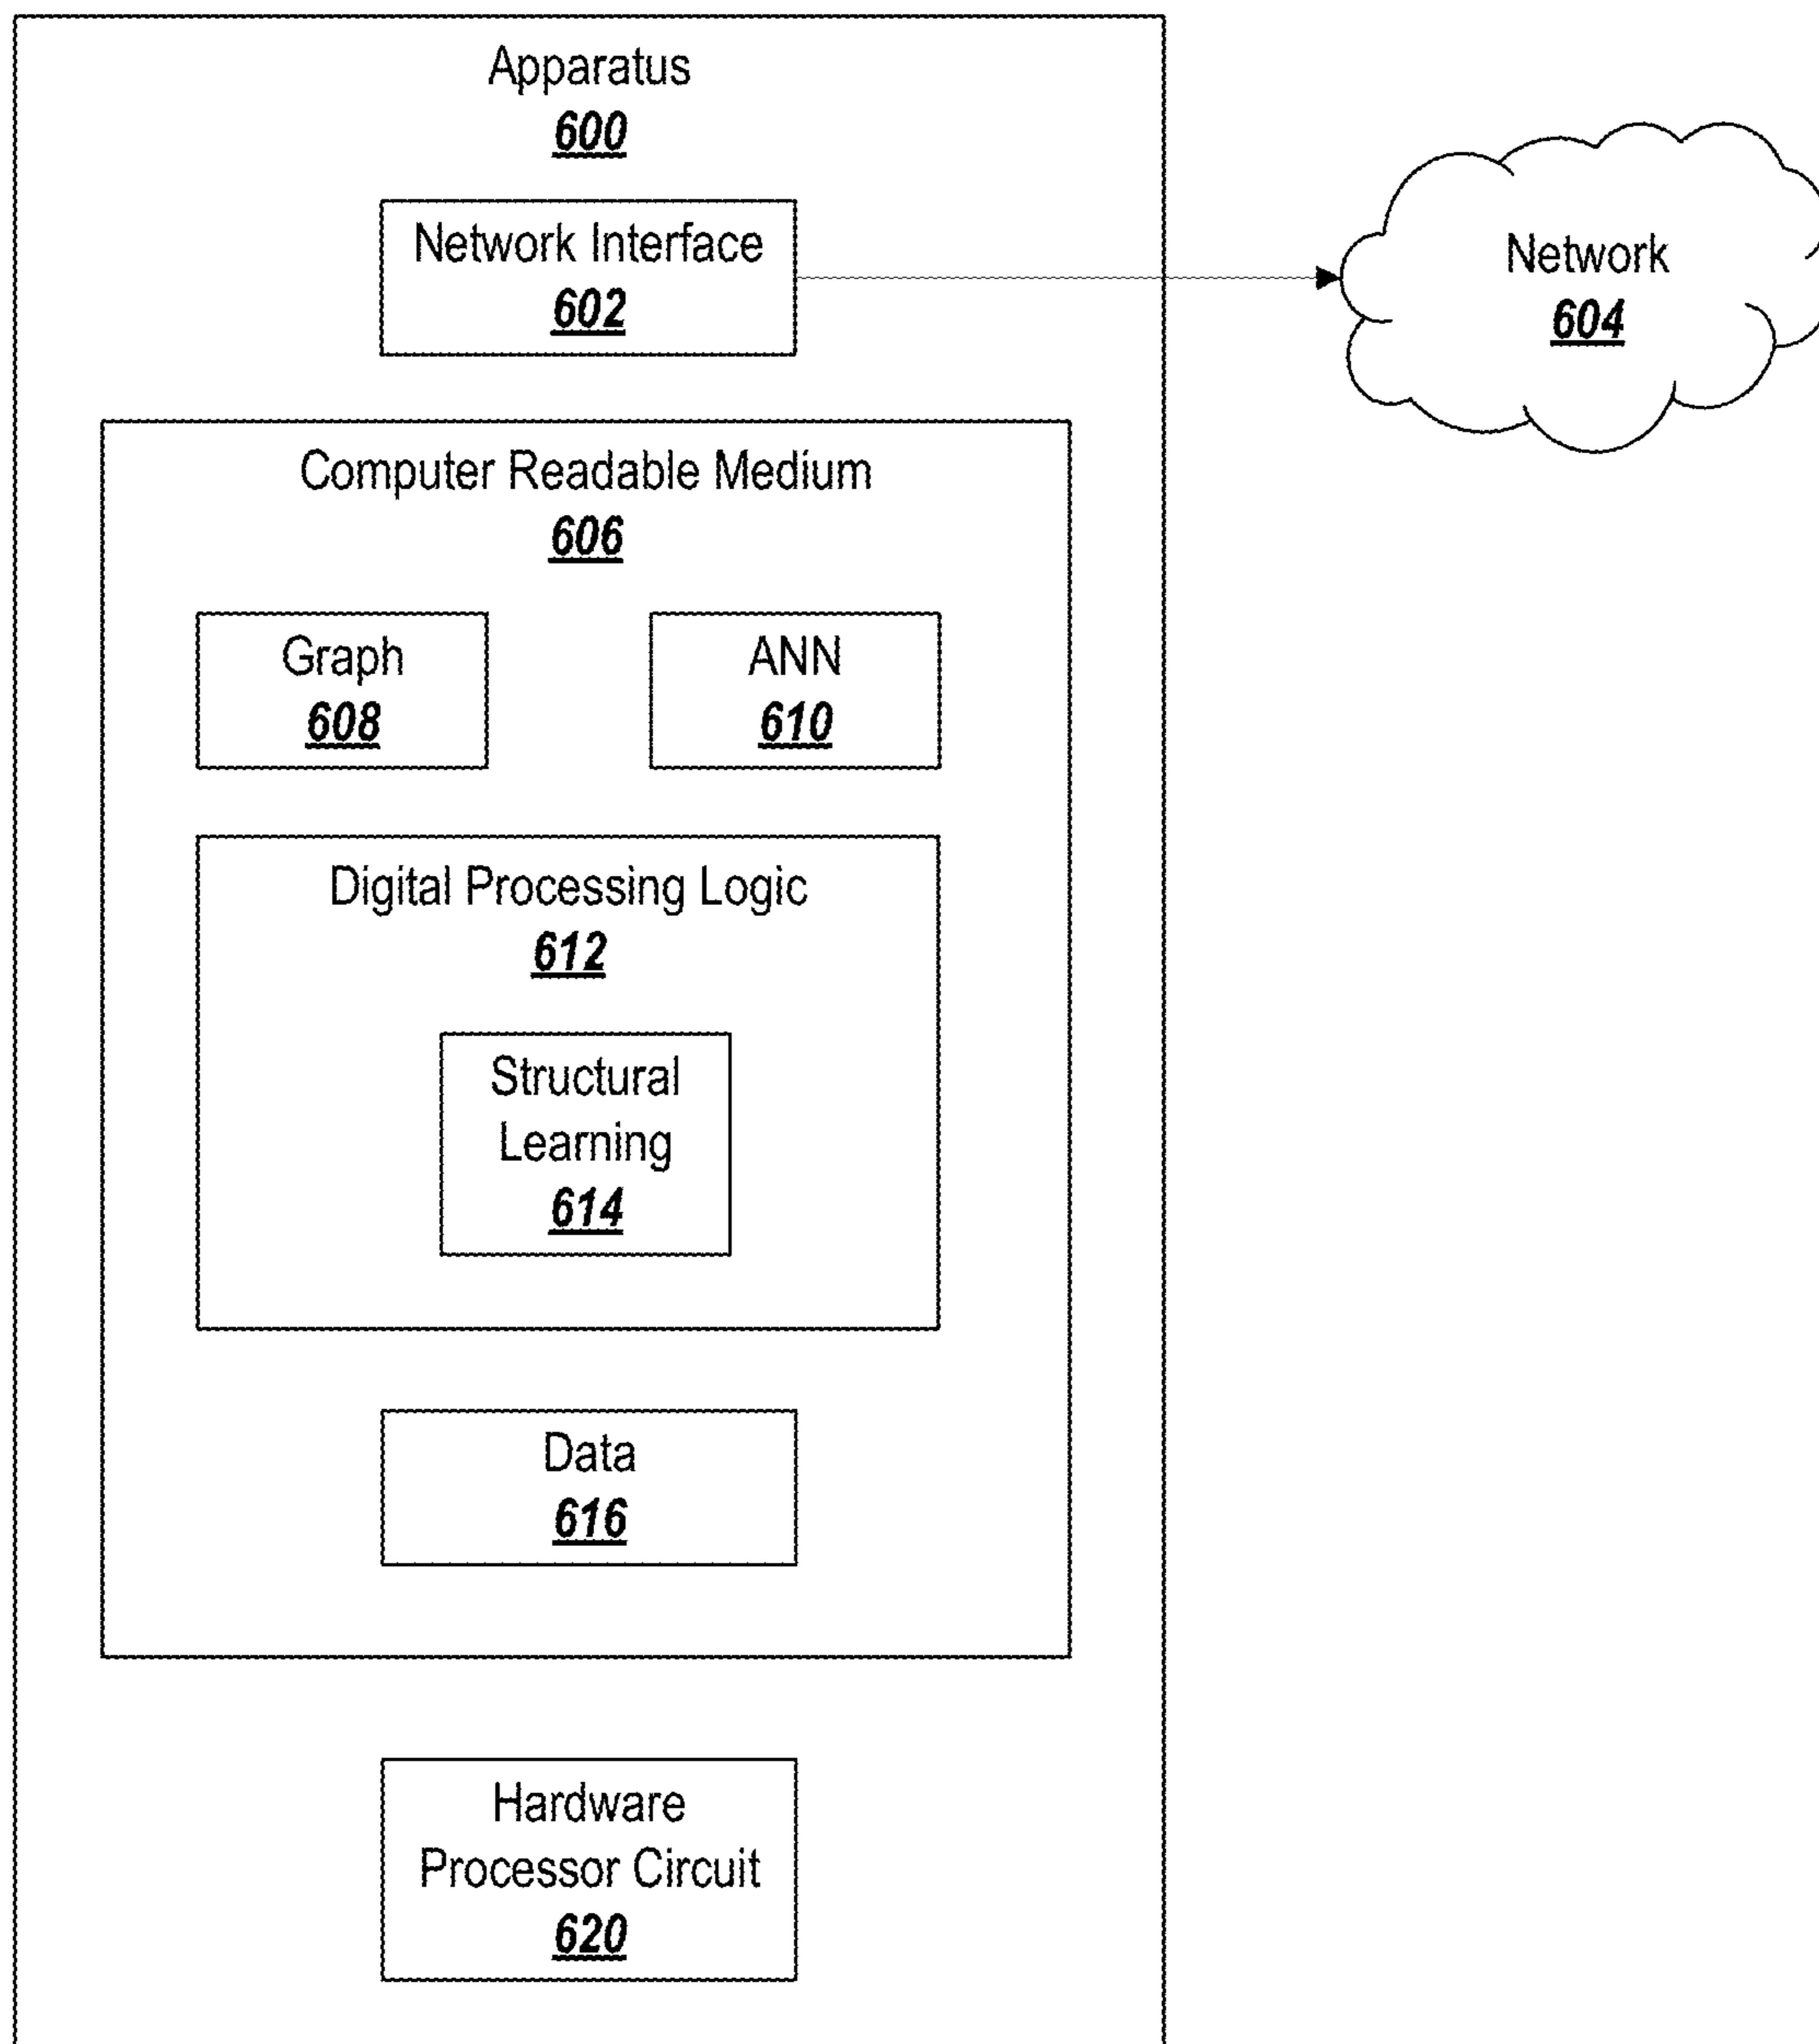 Apparatus
600
Network Interface
602
Network
604
Computer Readable Medium
606
Graph
608
ANN
610
Digital Processing Logic
612
Structural
Learning
614
Data
616
Hardware
Processor Circuit
620